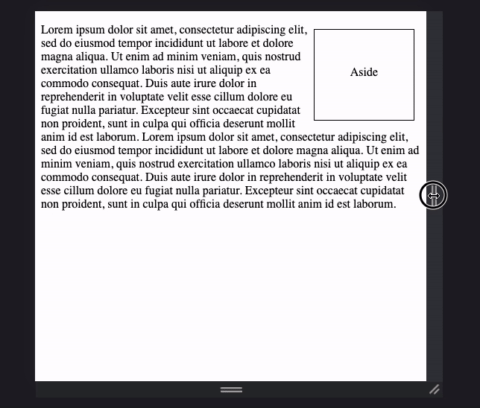 Lorem ipsum dolor sit amet, consectetur adipiscing elit,
sed do eiusmod tempor incididunt ut labore et dolore
magna aliqua. Ut enim ad minim veniam, quis nostrud
exercitation ullamco laboris nisi ut aliquip ex ea
Aside
commodo consequat. Duis aute irure dolor in
reprehenderit in voluptate velit esse cillum dolore eu
fugiat nulla pariatur. Excepteur sint occaecat cupidatat
non proident, sunt in culpa qui officia deserunt mollit
anim id est laborum. Lorem ipsum dolor sit amet, consectetur adipiscing elit,
sed do eiusmod tempor incididunt ut labore et dolore magna aliqua. Ut enim ad
minim veniam, quis nostrud exercitation ullamco laboris nisi ut aliquip ex ea
commodo consequat. Duis aute irure dolor in reprehenderit in voluptate velit
esse cillum dolore eu fugiat nulla pariatur. Excepteur sint occaecat cupidatat
non proident, sunt in culpa qui officia deserunt mollit anim id est laborum.